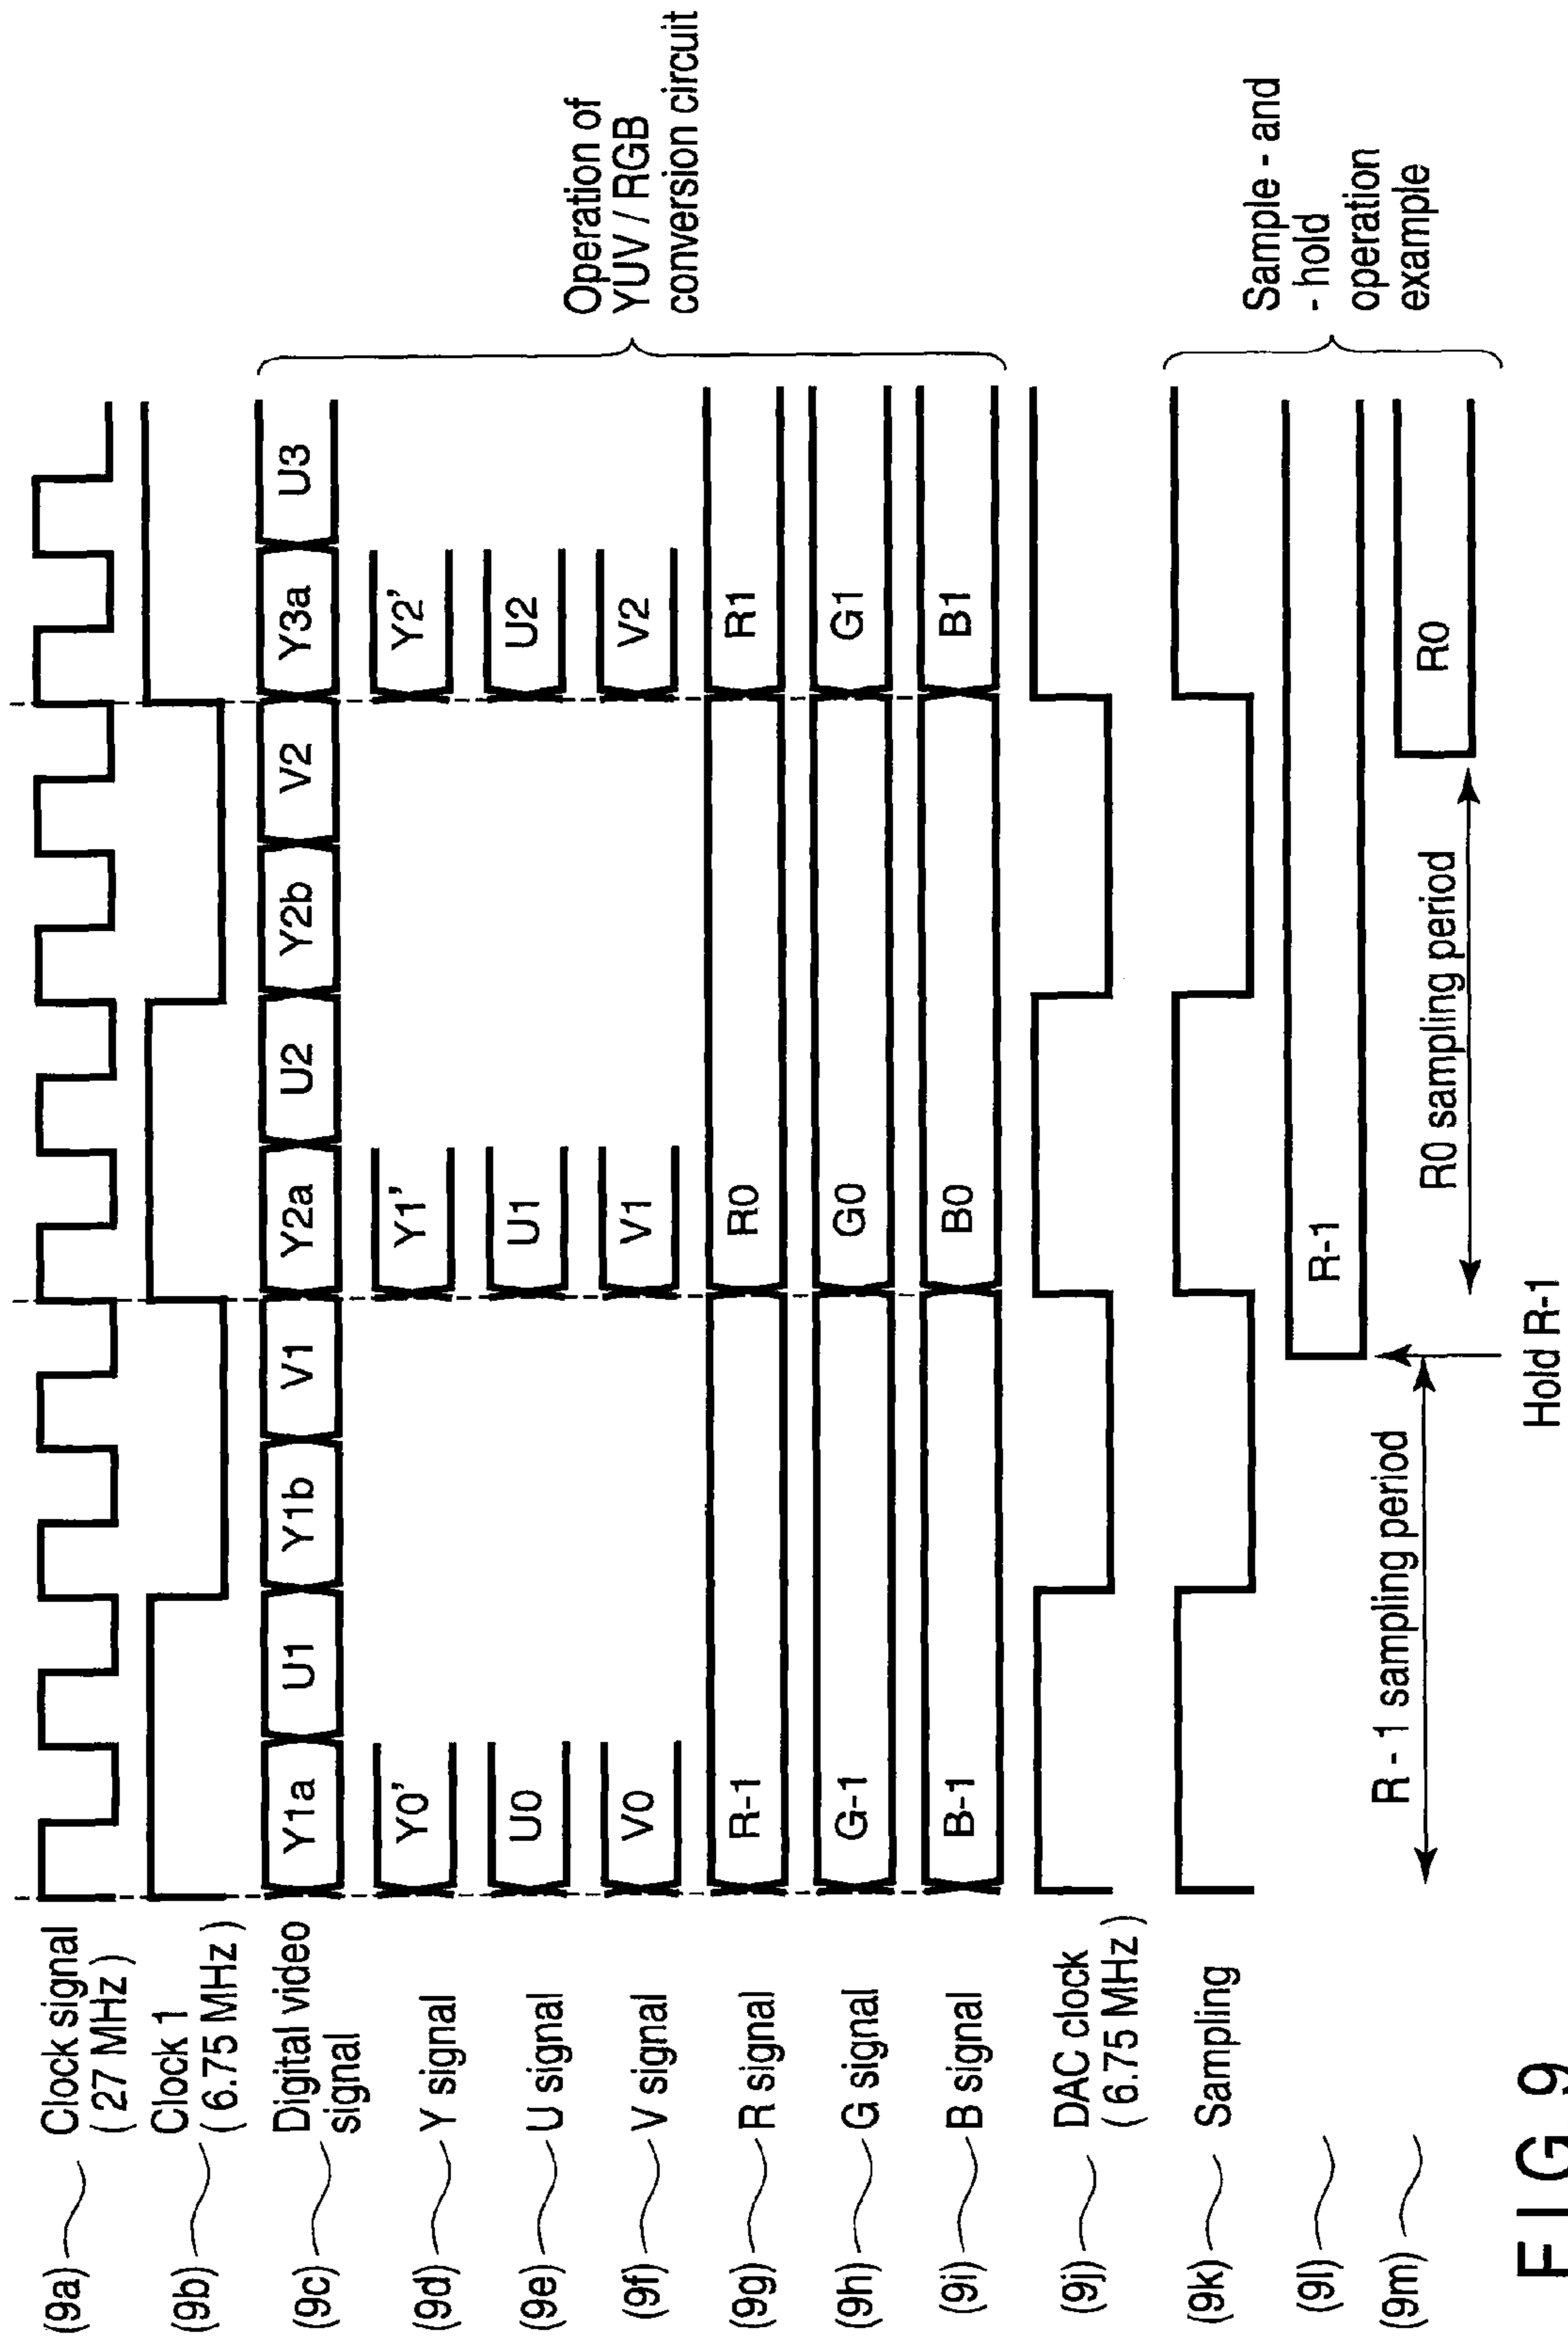 (9a)
Clock signal
( 27 MHz )
(9b)
Clock 1
( 6.75 MHz )
(9c)
Digital video
signal
Y1a U1 Y1b V1 Y2a U2 Y2b V2 Y3a U3
(9d)
Y signal
Y0' Y1' Y2'
(9e)
U signal
U0 U1 U2
(9f)
V signal
V0 V1 V2
(9g)
R signal
R-1 R0 R1
(9h)
G signal
G-1 G0 G1
(9i)
B signal
B-1 B0 B1
Operation of
YUV / RGB
conversion circuit
(9j)
DAC clock
( 6.75 MHz )
(9k)
Sampling
(9l)
R-1
(9m)
R0
R - 1 sampling period
R0 sampling period
Hold R-1
Sample - and
- hold
operation
example
FIG 9